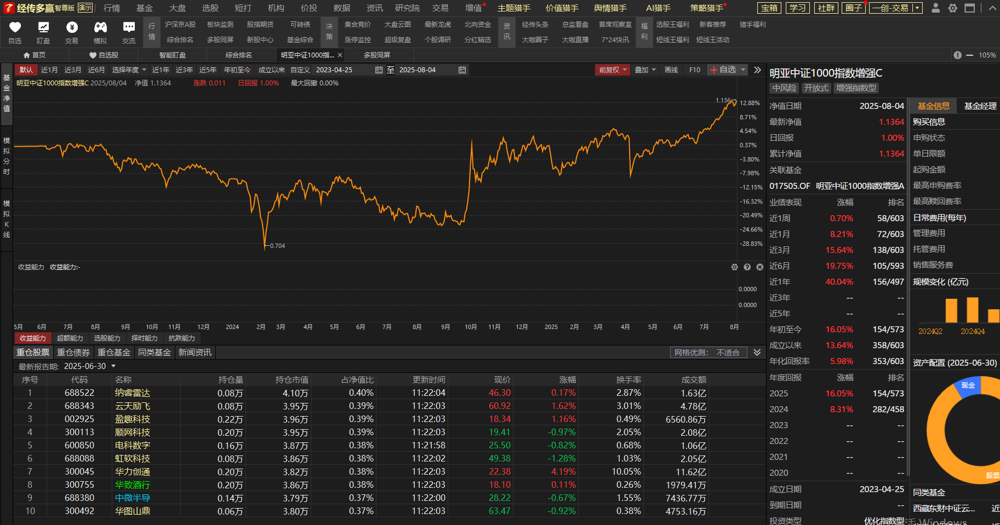 经传多赢 智尊版 演示 行情 基金 大盘 选股 短打 机构 价投 数据 资讯 研究院 交易 增值 主题猎手 价值猎手 舆情猎手 AI猎手 策略猎手 宝箱 学习 社群 圈子 一创-交易
自选 盯盘 交易 模拟 交流
行情 沪深京A股 板块监测 股指期货 可转债 决策 集合竞价 大盘云图 最新龙虎 北向资金 资讯 经传头条 总监看盘 首席观察室 福利 选股王福利 新客推荐 猎手福利
综合排名 多股同屏 新股中心 基金综合 涨停监控 超级复盘 个股调研 分红精选 大咖圈子 大咖直播 7*24快讯 短线王福利 短线王活动
首页 自选股 智能盯盘 综合排名 明亚中证1000指... 多股同屏 105%
默认 近1月 近3月 近6月 选择年度 近1年 近3年 近5年 年初至今 成立以来 自定义 2023-04-25 至 2025-08-04 前复权 叠加 画线 F10 自选
基金净值
模拟分时
模拟K线
明亚中证1000指数增强C 2025/08/04 净值 1.1364 涨跌 0.011 日回报 1.00% 最大回撤 0.00%
1.136
12.88%
8.71%
4.54%
0.37%
-3.80%
-7.98%
-12.15%
-16.32%
-20.49%
-24.66%
-28.83%
0.704
收益能力 收益能力:-
0.0000
0.0000
5月 6月 7月 8月 9月 10月 11月 12月 2024 2月 3月 4月 5月 6月 7月 8月 9月 10月 11月 12月 2025 2月 3月 4月 5月 6月 7月 8月
收益能力 超额能力 选股能力 择时能力 抗跌能力
重仓股票 重仓债券 重仓基金 同类基金 新闻资讯 网格优测： 不适合
最新报告期: 2025-06-30
序号 代码 名称 持仓量 持仓市值 占净值比 更新时间 现价 涨幅 换手率 成交额
1 688522 纳睿雷达 0.08万 4.10万 0.40% 11:22:04 46.30 0.17% 2.87% 1.63亿
2 688343 云天励飞 0.08万 3.95万 0.39% 11:22:03 60.92 1.62% 3.01% 4.78亿
3 002925 盈趣科技 0.22万 3.96万 0.39% 11:22:03 18.34 1.16% 0.49% 6560.86万
4 300113 顺网科技 0.20万 3.95万 0.39% 11:22:03 19.41 -0.97% 2.05% 2.08亿
5 600850 电科数字 0.16万 3.87万 0.38% 11:21:58 25.50 -0.82% 0.68% 1.06亿
6 688088 虹软科技 0.08万 3.86万 0.38% 11:22:02 49.38 -1.28% 1.03% 2.05亿
7 300045 华力创通 0.20万 3.82万 0.38% 11:22:03 22.38 4.19% 10.05% 11.62亿
8 300755 华致酒行 0.20万 3.86万 0.38% 11:22:03 18.10 0.11% 0.26% 1979.41万
9 688380 中微半导 0.14万 3.79万 0.37% 11:22:00 28.22 -0.67% 1.55% 7436.77万
10 300492 华图山鼎 0.06万 3.80万 0.37% 11:22:03 63.47 -0.92% 0.38% 4753.16万
明亚中证1000指数增强C
中风险 开放式 增强指数型
净值日期 2025-08-04
最新净值 1.1364
日回报 1.00%
累计净值 1.1364
关联基金
017505.OF 明亚中证1000指数增强A
业绩表现 涨幅 排名
近1周 0.70% 58/603
近1月 8.21% 72/603
近3月 15.64% 138/603
近6月 19.75% 105/593
近1年 40.04% 156/497
近3年 -- --
近5年 -- --
年初至今 16.05% 154/573
成立以来 13.64% 358/603
年化回报率 5.98% 353/603
年度回报 涨幅 排名
2025 16.05% 154/573
2024 8.31% 282/458
2023 -- --
2022 -- --
2021 -- --
2020 -- --
成立日期 2023-04-25
到期日期 --
投资类型 优化指数型
基金信息 基金经理
购买信息
申购状态
单日限额
起购金额
最高申购费率
最高赎回费率
日常费用(每年)
管理费用
托管费用
销售服务费
规模变化 (亿元)
2024Q2 2024Q4
资产配置 (2025-06-30)
现金
股票
同类基金
西藏东财中证云... 近
活 Windows